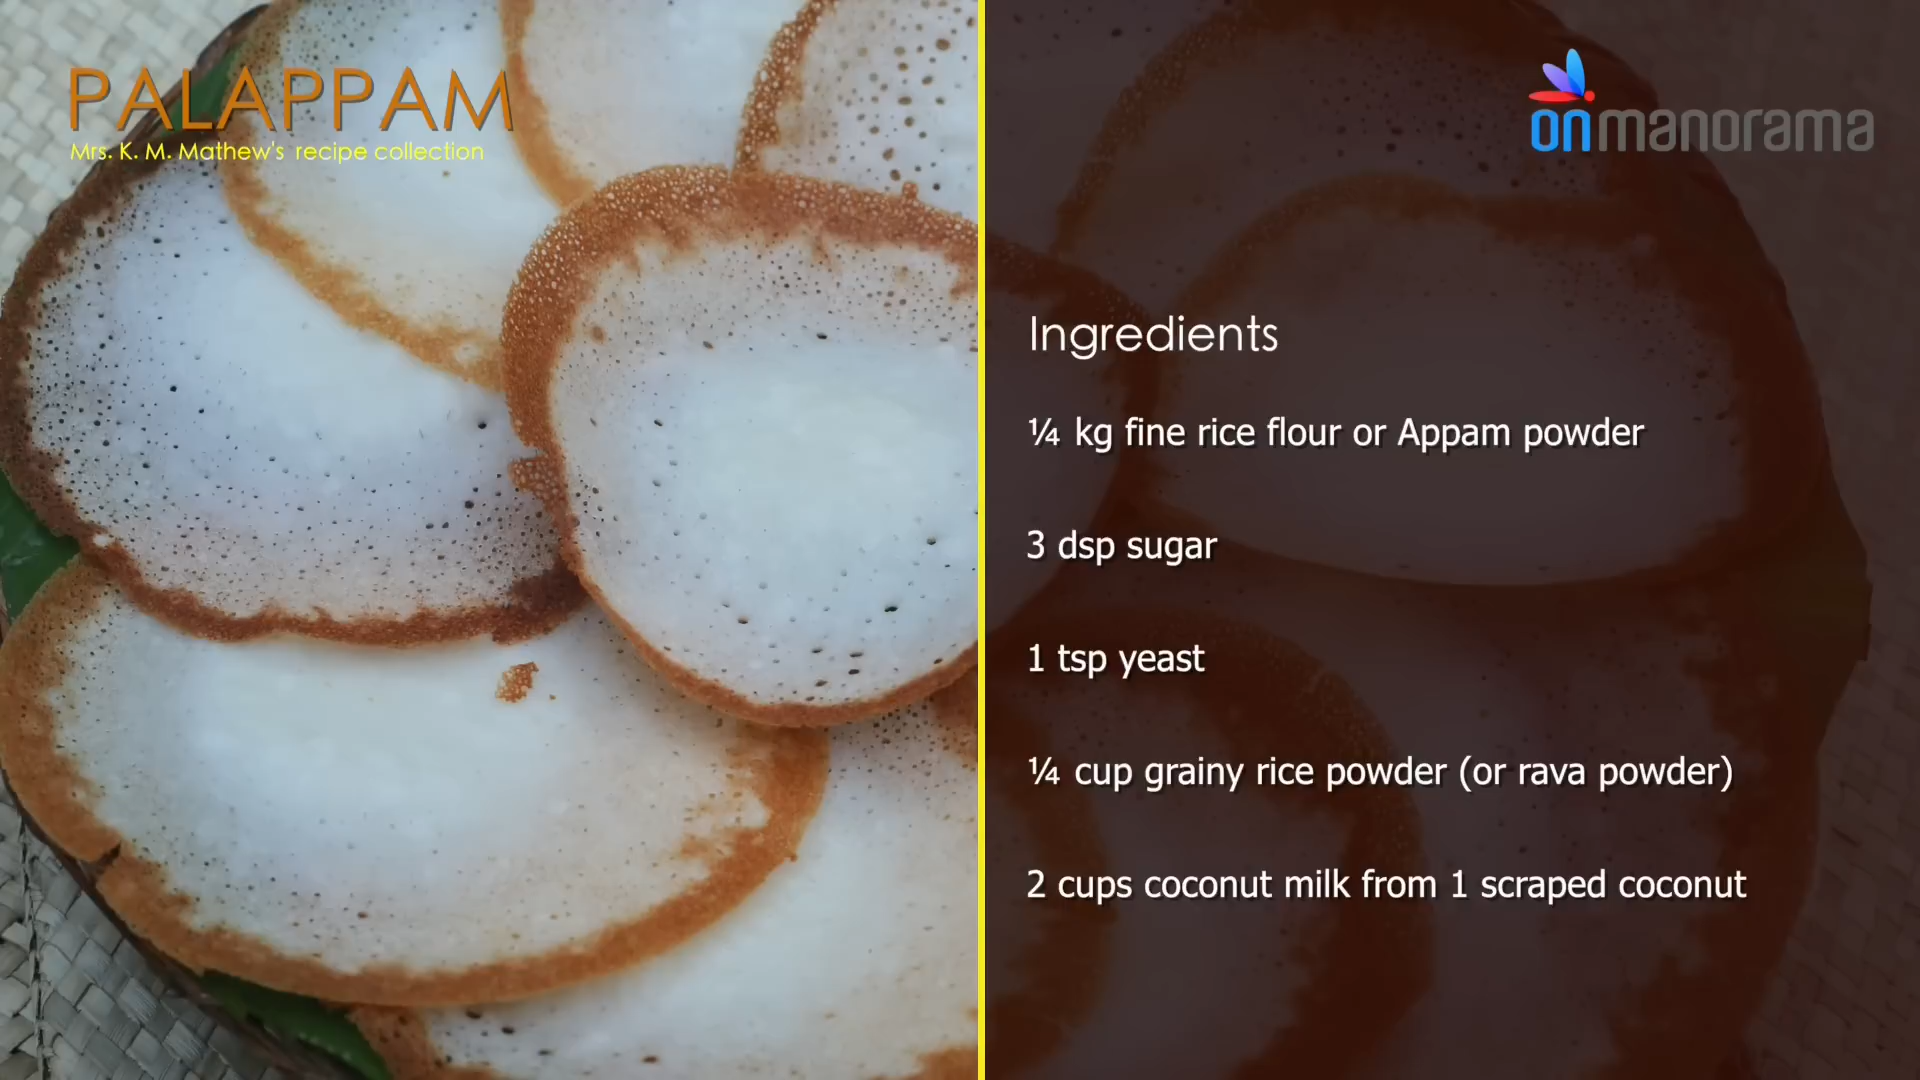 PALAPPAM
Mrs. K. M. Mathew's recipe collection
onmanorama
Ingredients
¼ kg fine rice flour or Appam powder
3 dsp sugar
1 tsp yeast
¼ cup grainy rice powder (or rava powder)
2 cups coconut milk from 1 scraped coconut